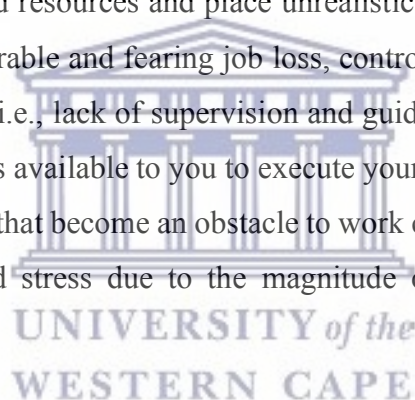 d resources and place unrealistic
rable and fearing job loss, contro
i.e., lack of supervision and guid
s available to you to execute your
that become an obstacle to work
d stress due to the magnitude
UNIVERSITY of the
WESTERN CAPE